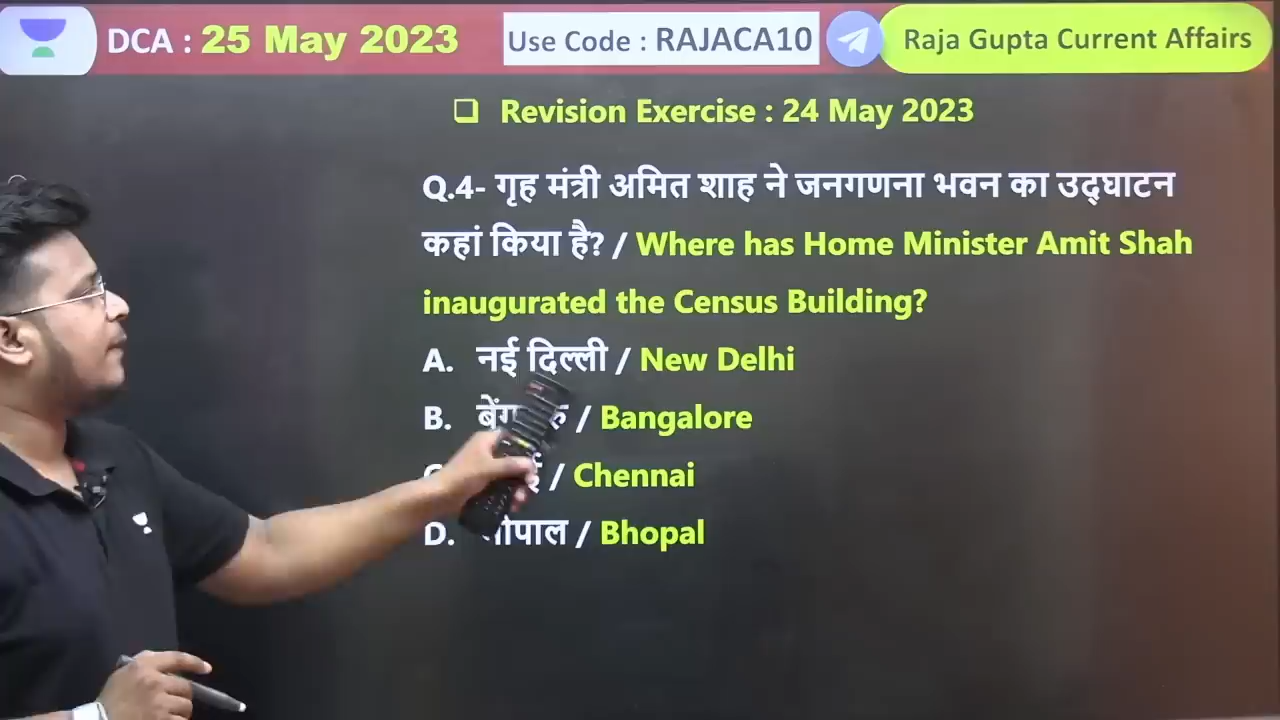 DCA : 25 May 2023
Use Code : RAJACA10
Raja Gupta Current Affairs
Revision Exercise : 24 May 2023
Q.4- गृह मंत्री अमित शाह ने जनगणना भवन का उद्घाटन
कहां किया है? / Where has Home Minister Amit Shah
inaugurated the Census Building?
A. नई दिल्ली / New Delhi
B. / Bangalore
/ Chennai
D. / Bhopal